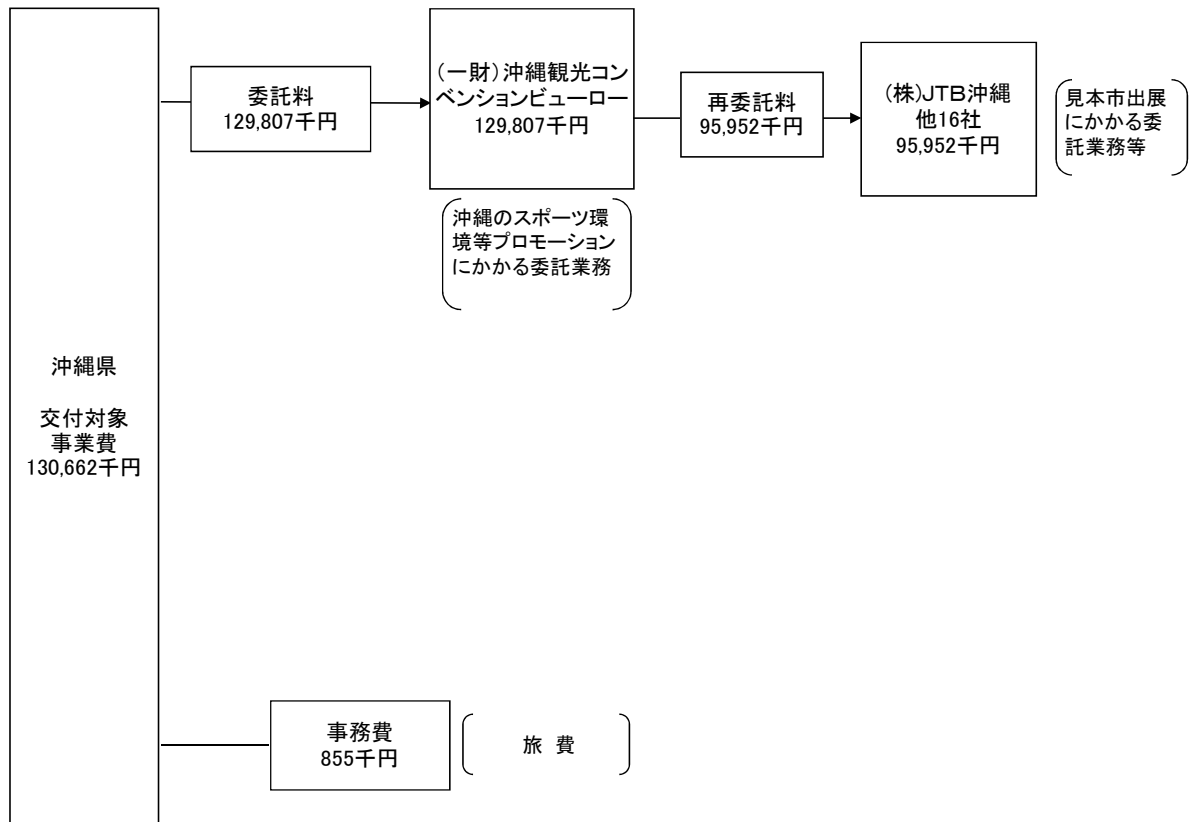 沖縄県
交付対象
事業費
130,662千円
委託料
129,807千円
(一財)沖縄観光コン
ベンションビューロー
129,807千円
沖縄のスポーツ環
境等プロモーション
にかかる委託業務
再委託料
95,952千円
(株)JTB沖縄
他16社
95,952千円
見本市出展
にかかる委
託業務等
事務費
855千円
旅 費